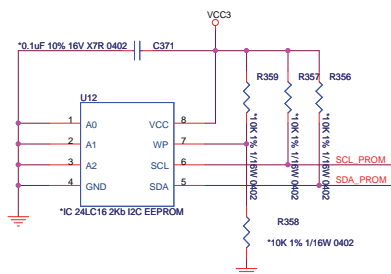 VCC3
*0.1uF 10% 16V X7R 0402
C371
R359
R357
R356
U12
1 A0 VCC 8
2 A1 WP 7
3 A2 SCL 6
4 GND SDA 5
*IC 24LC16 2Kb I2C EEPROM
*10K 1% 1/16W 0402
*10K 1% 1/16W 0402
*10K 1% 1/16W 0402
SCL_PROM
SDA_PROM
R358
*10K 1% 1/16W 0402